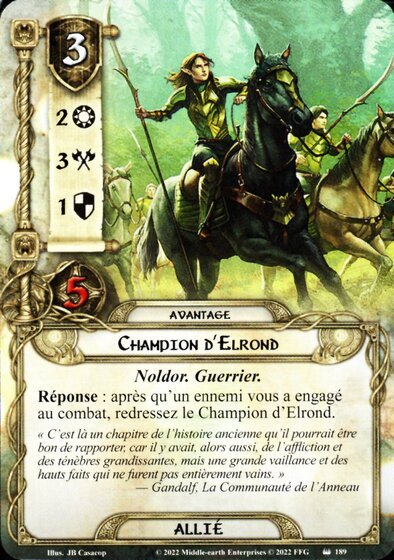 3
2
3
1
5
AVANTAGE
CHAMPION D'ELROND
Noldor. Guerrier.
Réponse : après qu'un ennemi vous a engagé
au combat, redressez le Champion d'Elrond.
« C'est là un chapitre de l'histoire ancienne qu'il pourrait être
bon de rapporter, car il y avait, alors aussi, de l'affliction et
des ténèbres grandissantes, mais une grande vaillance et des
hauts faits qui ne furent pas entièrement vains. »
— Gandalf, La Communauté de l'Anneau
Illus. JB Casacop
ALLIÉ
© 2022 Middle-earth Enterprises © 2022 FFG
189